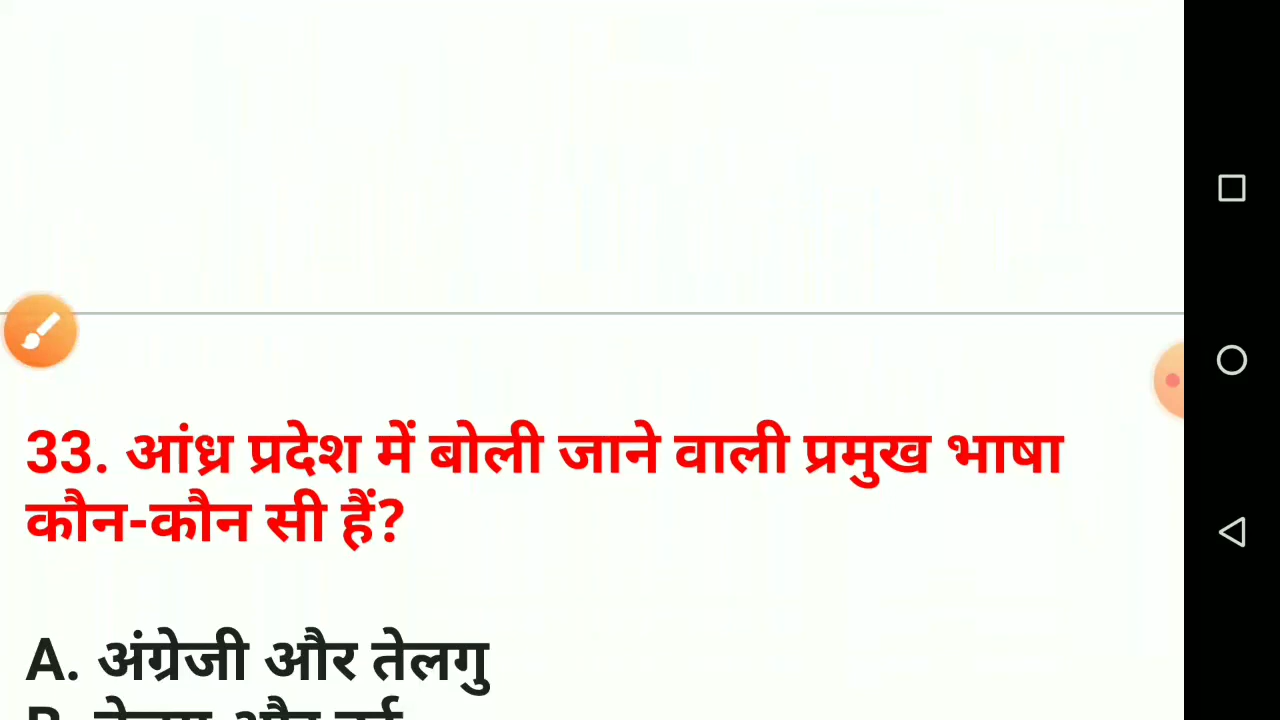 33. आंध्र प्रदेश में बोली जाने वाली प्रमुख भाषा
कौन-कौन सी हैं?
A. अंग्रेजी और तेलगु